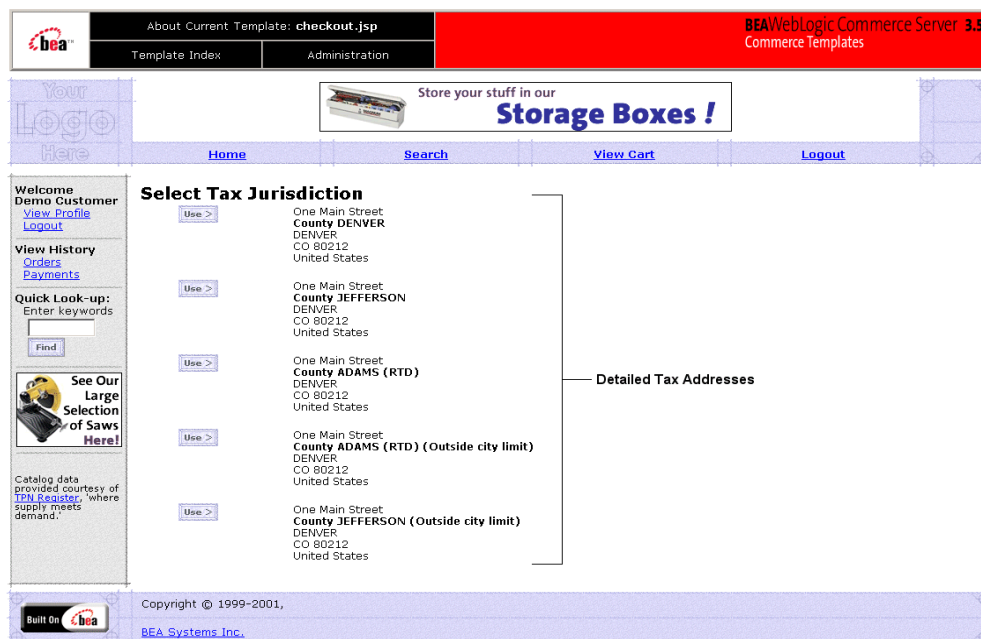 bea
About Current Template: checkout.jsp
Template Index
Administration
BEA WebLogic Commerce Server 3.5
Commerce Templates
Your
Logo
Here
Store your stuff in our
Storage Boxes !
Home
Search
View Cart
Logout
Welcome
Demo Customer
View Profile
Logout
View History
Orders
Payments
Quick Look-up:
Enter keywords
Find
See Our
Large
Selection
of Saws
Here!
Catalog data
provided courtesy of
TPN Register, 'where
supply meets
demand.'
Select Tax Jurisdiction
Use >
One Main Street
County DENVER
DENVER
CO 80212
United States
Use >
One Main Street
County JEFFERSON
DENVER
CO 80212
United States
Use >
One Main Street
County ADAMS (RTD)
DENVER
CO 80212
United States
Use >
One Main Street
County ADAMS (RTD) (Outside city limit)
DENVER
CO 80212
United States
Use >
One Main Street
County JEFFERSON (Outside city limit)
DENVER
CO 80212
United States
Detailed Tax Addresses
Built On bea
Copyright © 1999-2001,
BEA Systems Inc.